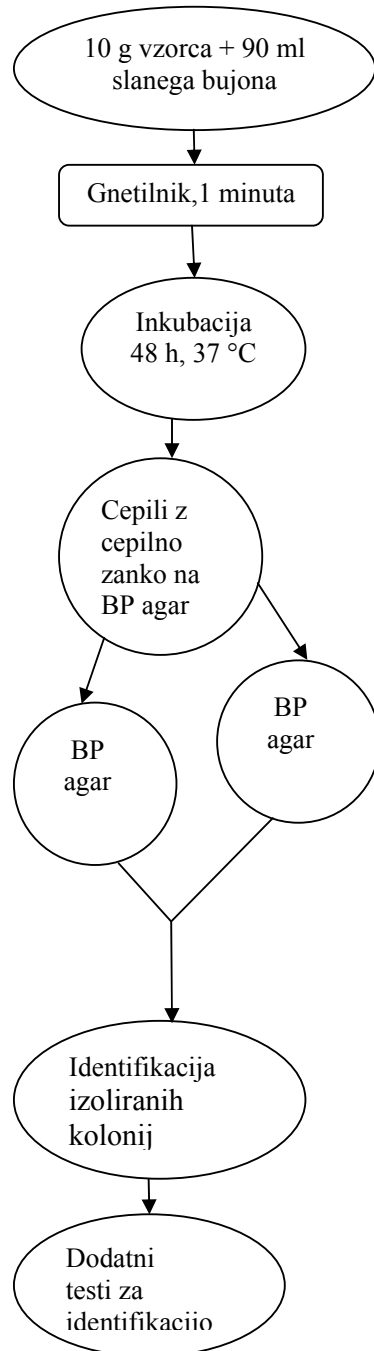 10 g vzorca + 90 ml
slanega bujona
Gnetilnik,1 minuta
Inkubacija
48 h, 37 °C
Cepili z
cepilno
zanko na
BP agar
BP
agar
BP
agar
Identifikacija
izoliranih
kolonij
Dodatni
testi za
identifikacijo